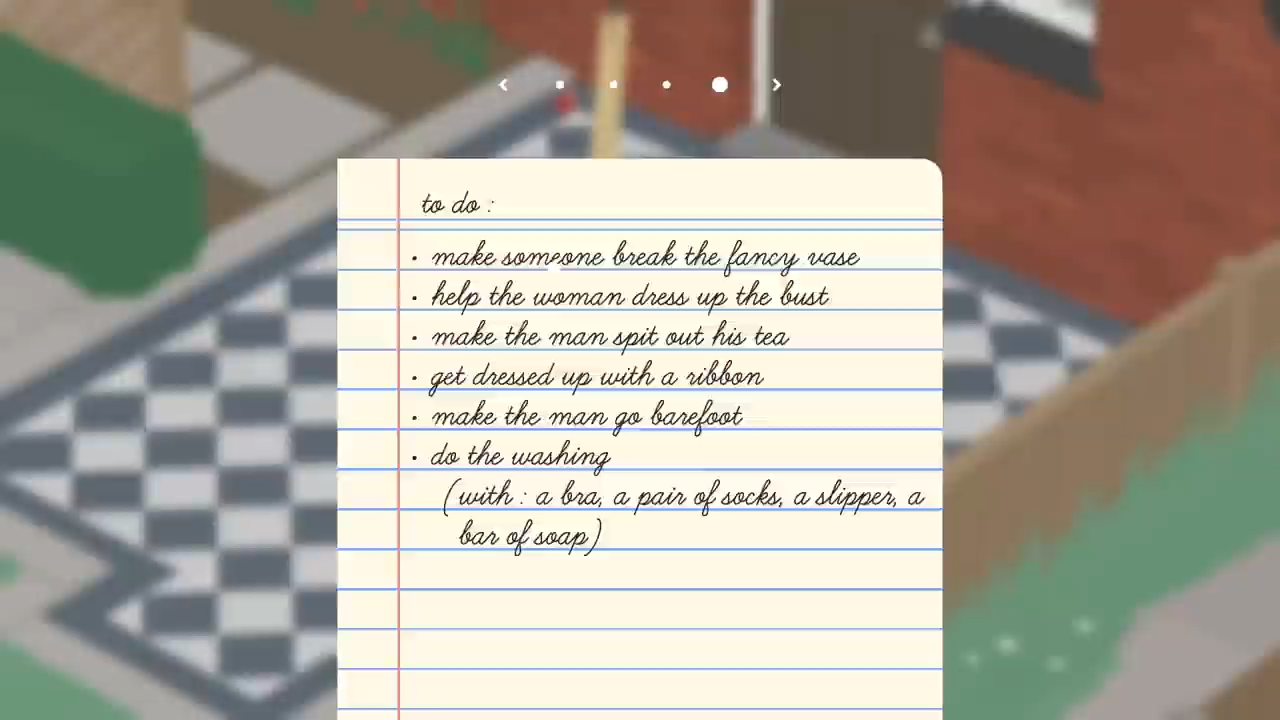 to do :
• make someone break the fancy vase
• help the woman dress up the bust
• make the man spit out his tea
• get dressed up with a ribbon
• make the man go barefoot
• do the washing
(with : a bra, a pair of socks, a slipper, a
bar of soap)